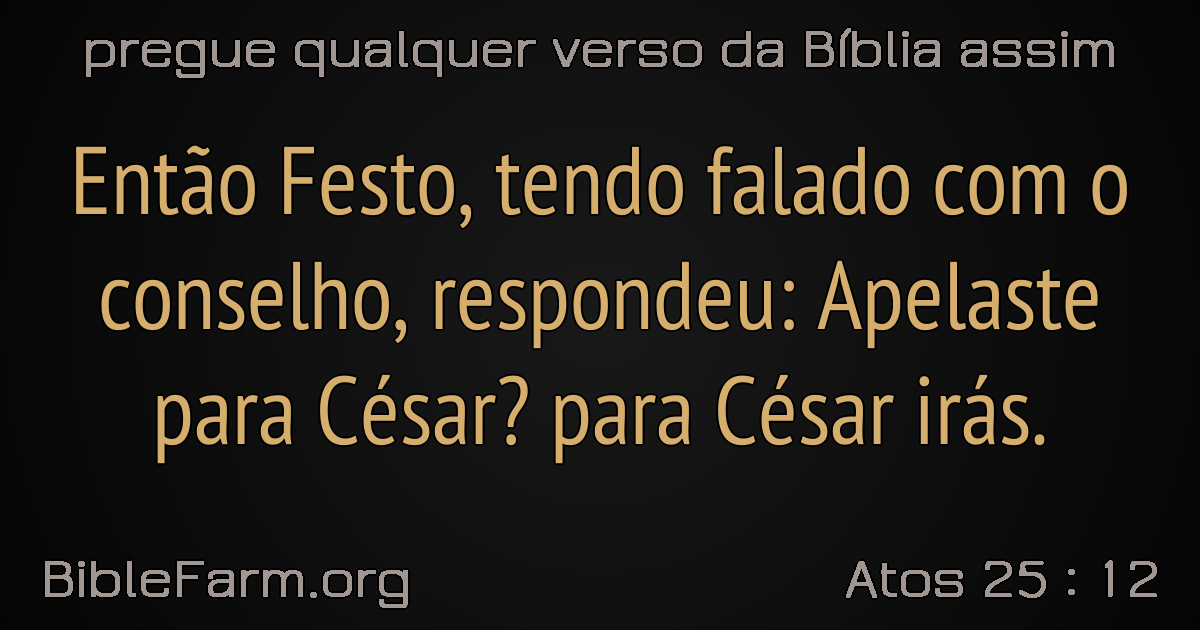 pregue qualquer verso da Bíblia assim
Então Festo, tendo falado com o
conselho, respondeu: Apelaste
para César? para César irás.
BibleFarm.org
Atos 25 : 12